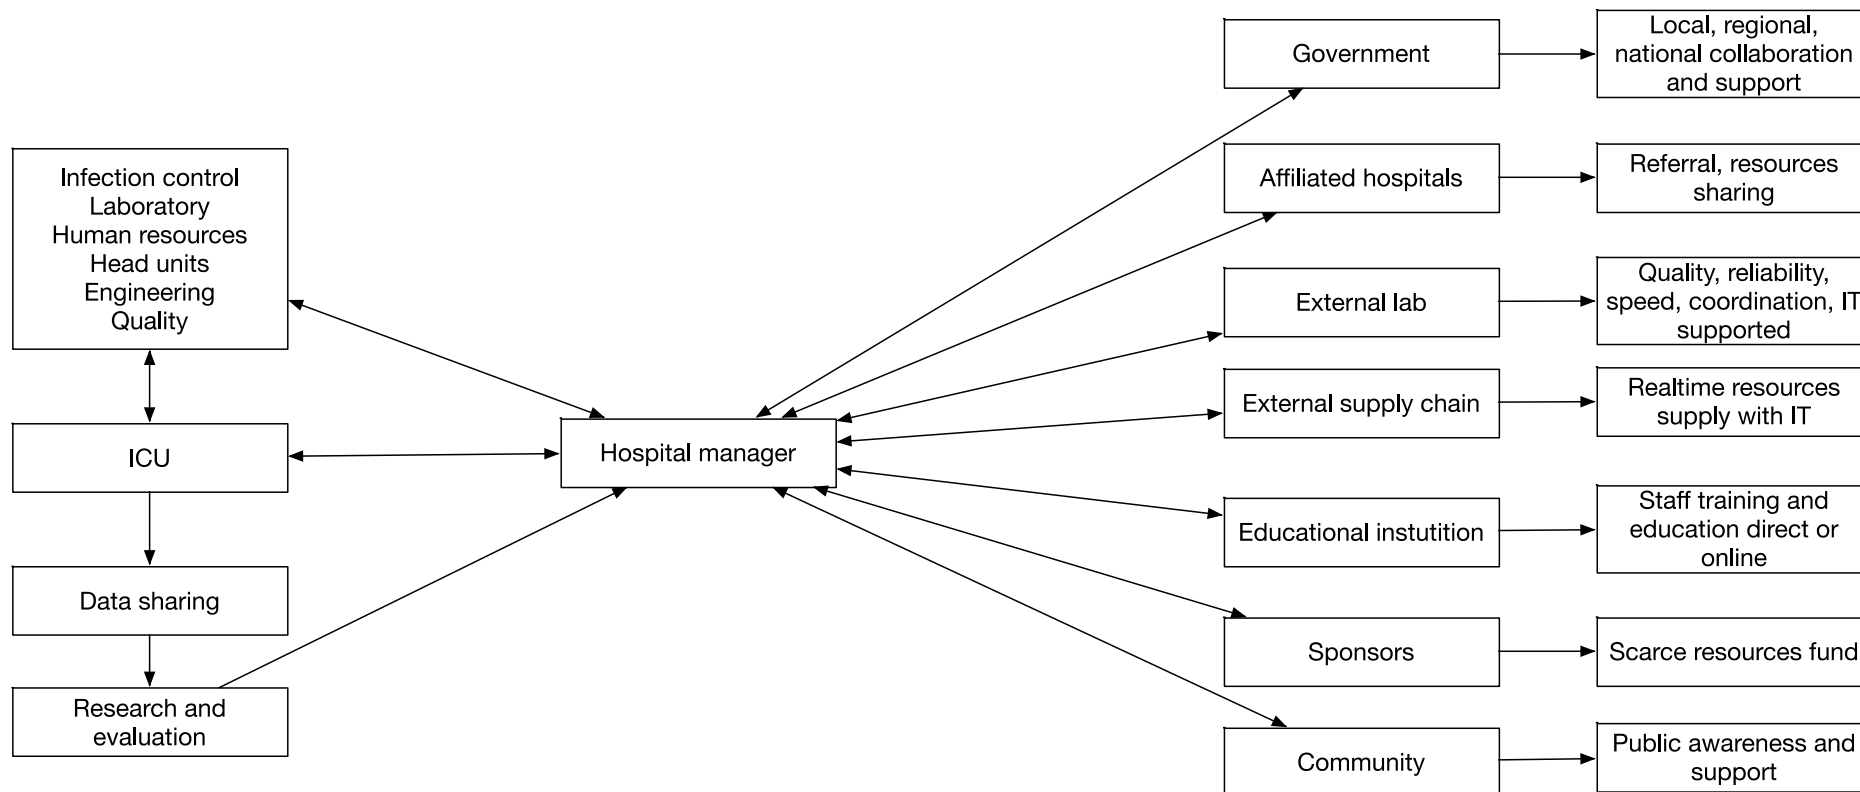 Infection control
Laboratory
Human resources
Head units
Engineering
Quality
ICU
Data sharing
Research and
evaluation
Hospital manager
Government
Local, regional,
national collaboration
and support
Affiliated hospitals
Referral, resources
sharing
External lab
Quality, reliability,
speed, coordination, IT
supported
External supply chain
Realtime resources
supply with IT
Educational instutition
Staff training and
education direct or
online
Sponsors
Scarce resources fund
Community
Public awareness and
support